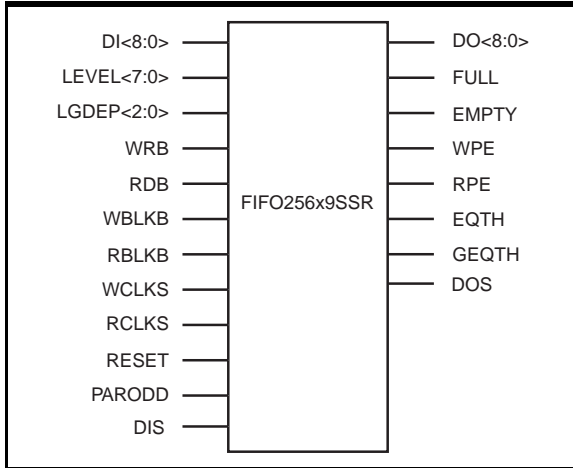 DI<8:0>
LEVEL<7:0>
LGDEP<2:0>
WRB
RDB
WBLKB
RBLKB
WCLKS
RCLKS
RESET
PARODD
DIS
FIFO256x9SSR
DO<8:0>
FULL
EMPTY
WPE
RPE
EQTH
GEQTH
DOS